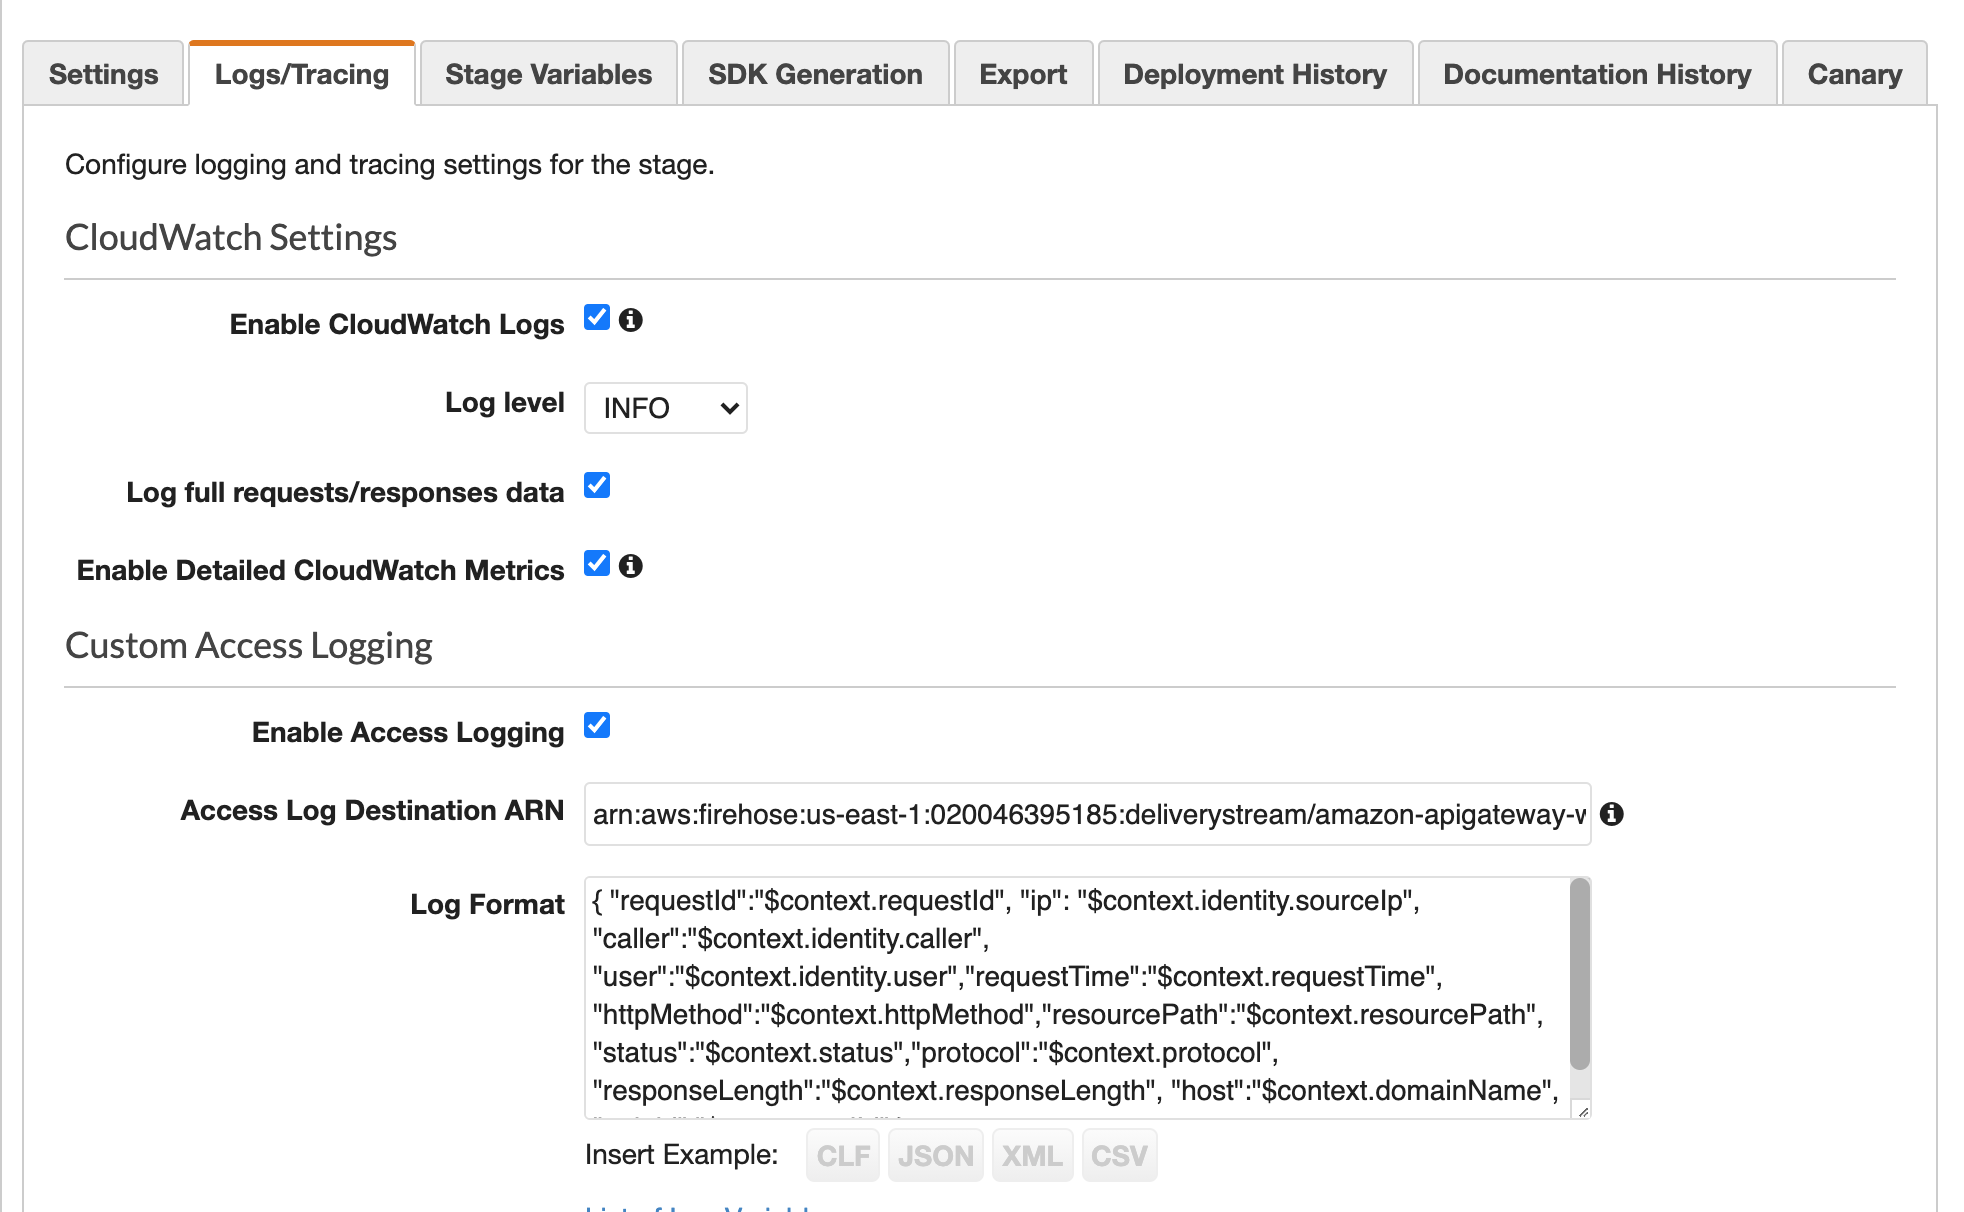 Settings Logs/Tracing Stage Variables SDK Generation Export Deployment History Documentation History Canary
Configure logging and tracing settings for the stage.
CloudWatch Settings
Enable CloudWatch Logs
Log level INFO
Log full requests/responses data
Enable Detailed CloudWatch Metrics
Custom Access Logging
Enable Access Logging
Access Log Destination ARN arn:aws:firehose:us-east-1:020046395185:deliverystream/amazon-apigateway-w
Log Format { "requestId":"$context.requestId", "ip": "$context.identity.sourceIp",
"caller":"$context.identity.caller",
"user":"$context.identity.user","requestTime":"$context.requestTime",
"httpMethod":"$context.httpMethod","resourcePath":"$context.resourcePath",
"status":"$context.status","protocol":"$context.protocol",
"responseLength":"$context.responseLength", "host":"$context.domainName",
Insert Example: CLF JSON XML CSV